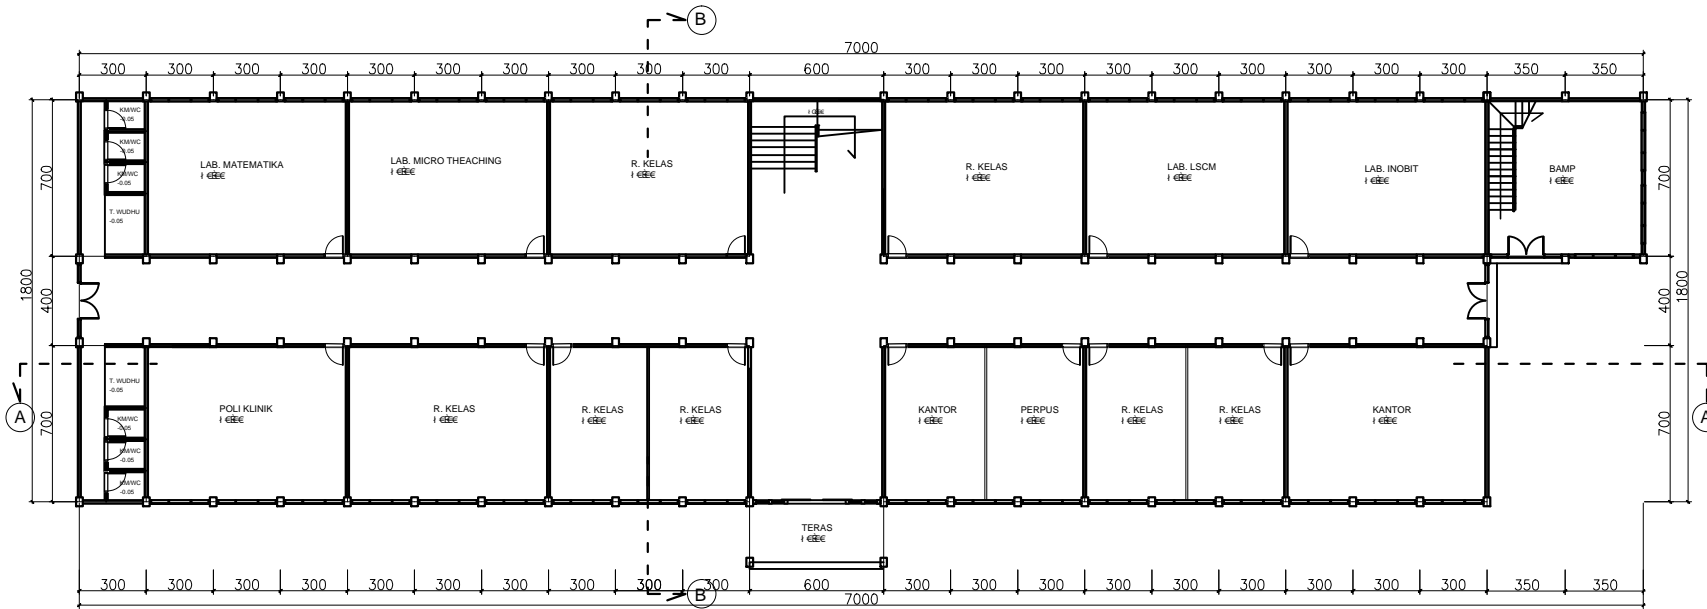 B
7000
300 300 300 300 300 300 300 300 300 300 600 300 300 300 300 300 300 300 300 300 350 350
KM/WC
-0.05
KM/WC
-0.05
KM/WC
-0.05
T. WUDHU
-0.05
LAB. MATEMATIKA
LAB. MICRO THEACHING
R. KELAS
R. KELAS
LAB. LSCM
LAB. INOBIT
BAMP
700
700
1800
400
400
1800
T. WUDHU
-0.05
KM/WC
-0.05
KM/WC
-0.05
KM/WC
-0.05
POLI KLINIK
R. KELAS
R. KELAS
R. KELAS
KANTOR
PERPUS
R. KELAS
R. KELAS
KANTOR
A
A
700
700
TERAS
300 300 300 300 300 300 300 300 300 300 300 600 300 300 300 300 300 300 300 300 300 350 350
B
7000